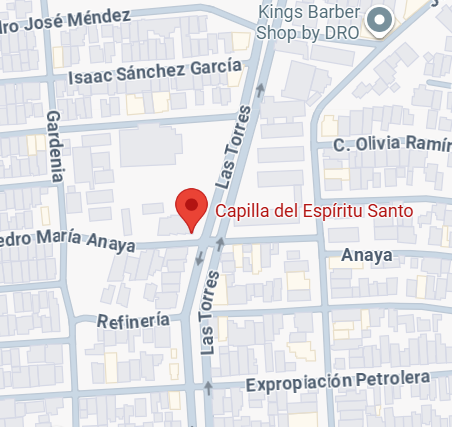 dro José Méndez
Kings Barber
Shop by DRO
Isaac Sánchez García
Gardenia
Las Torres
C. Olivia Ramír
Capilla del Espíritu Santo
edro María Anaya
Anaya
Refinería
Las Torres
Expropiación Petrolera